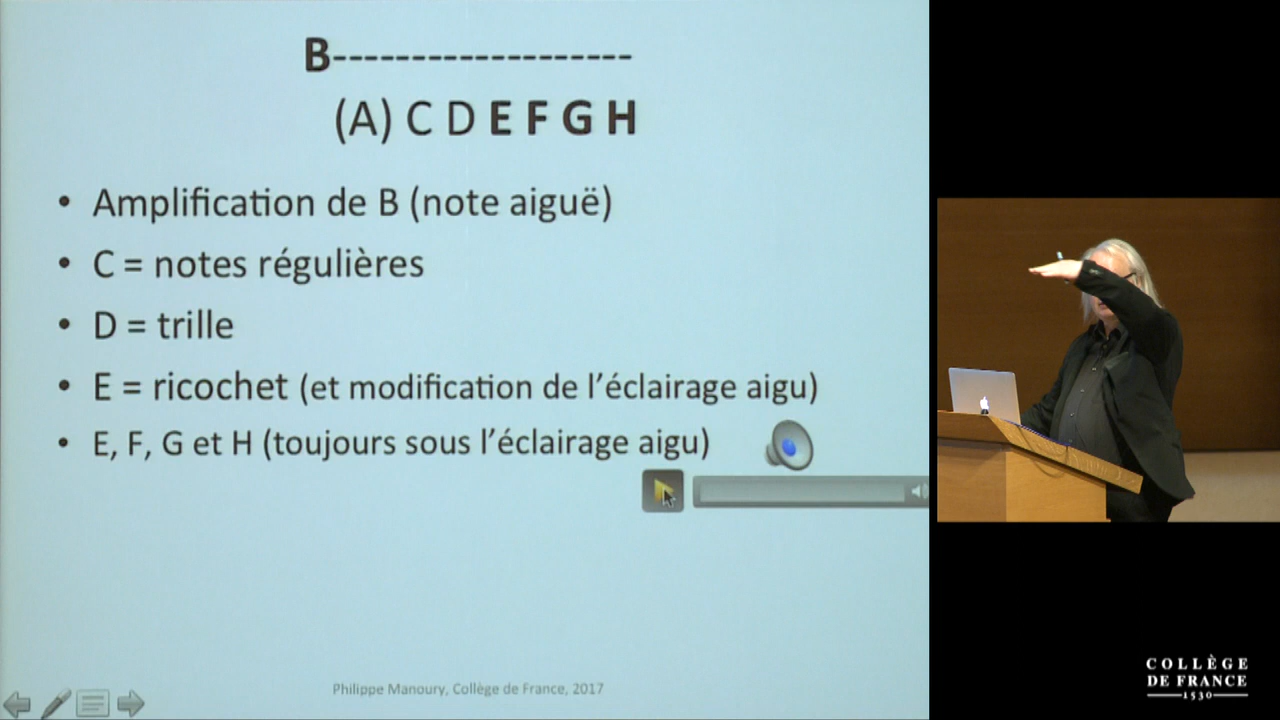 B-------------------
(A) C D E F G H
• Amplification de B (note aiguë)
• C = notes régulières
• D = trille
• E = ricochet (et modification de l’éclairage aigu)
• E, F, G et H (toujours sous l’éclairage aigu)
Philippe Manoury, Collège de France, 2017
COLLÈGE
DE FRANCE
1530